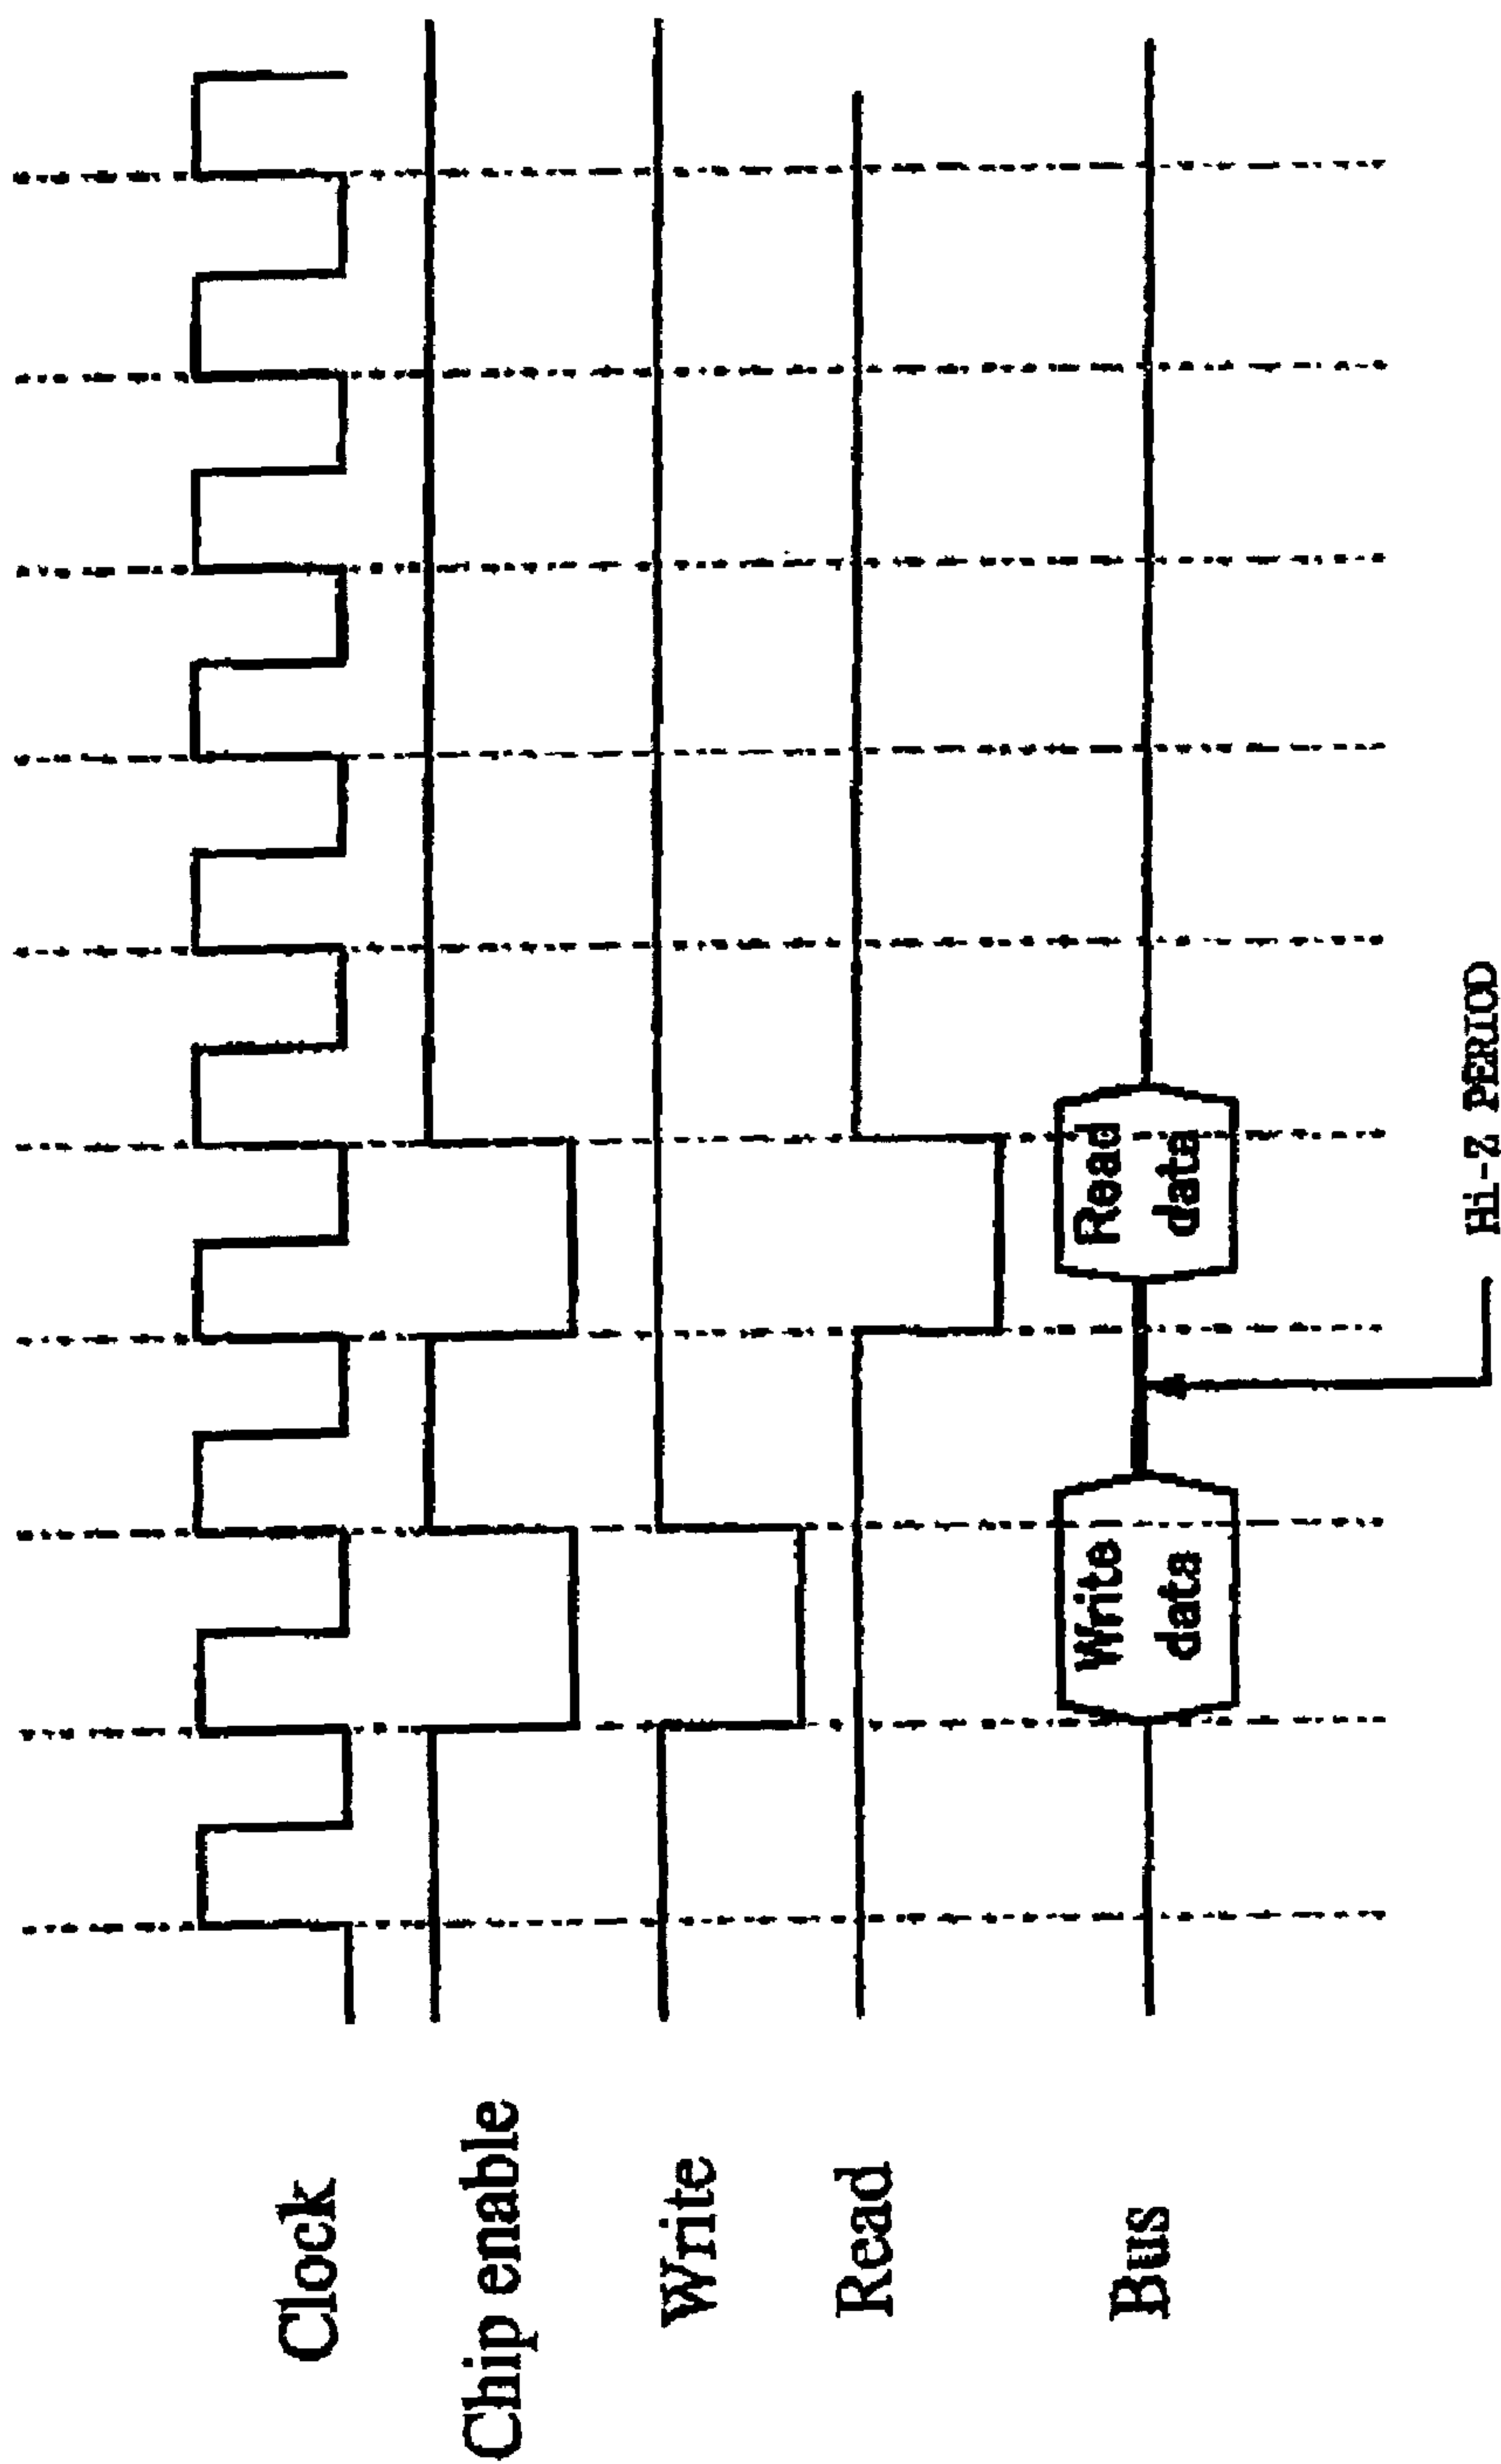 Clock
Chip enable
Write
Read
Bus
Write
data
Read
data
Hi-Z PERIOD